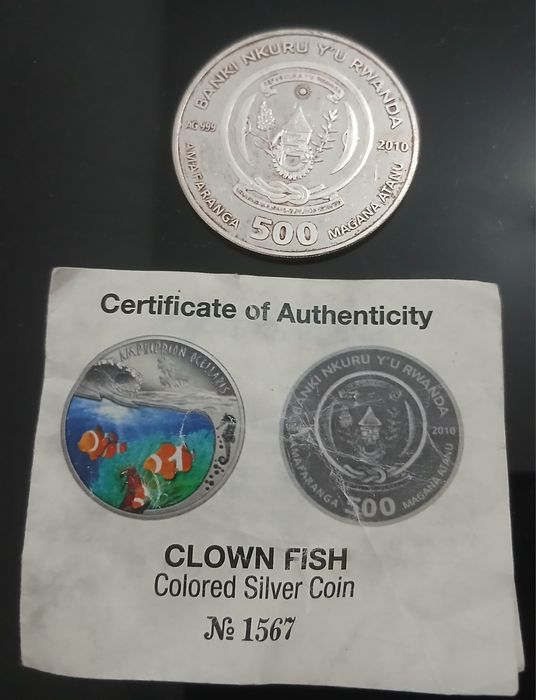 BANKI NKURU Y'U RWANDA
AG 999
2010
AMAFARANGA 500 MAGANA ATANU
Certificate of Authenticity
AMPHIPRION OCELLARIS
BANKI NKURU Y'U RWANDA
2010
AMAFARANGA 500 MAGANA ATANU
CLOWN FISH
Colored Silver Coin
№ 1567